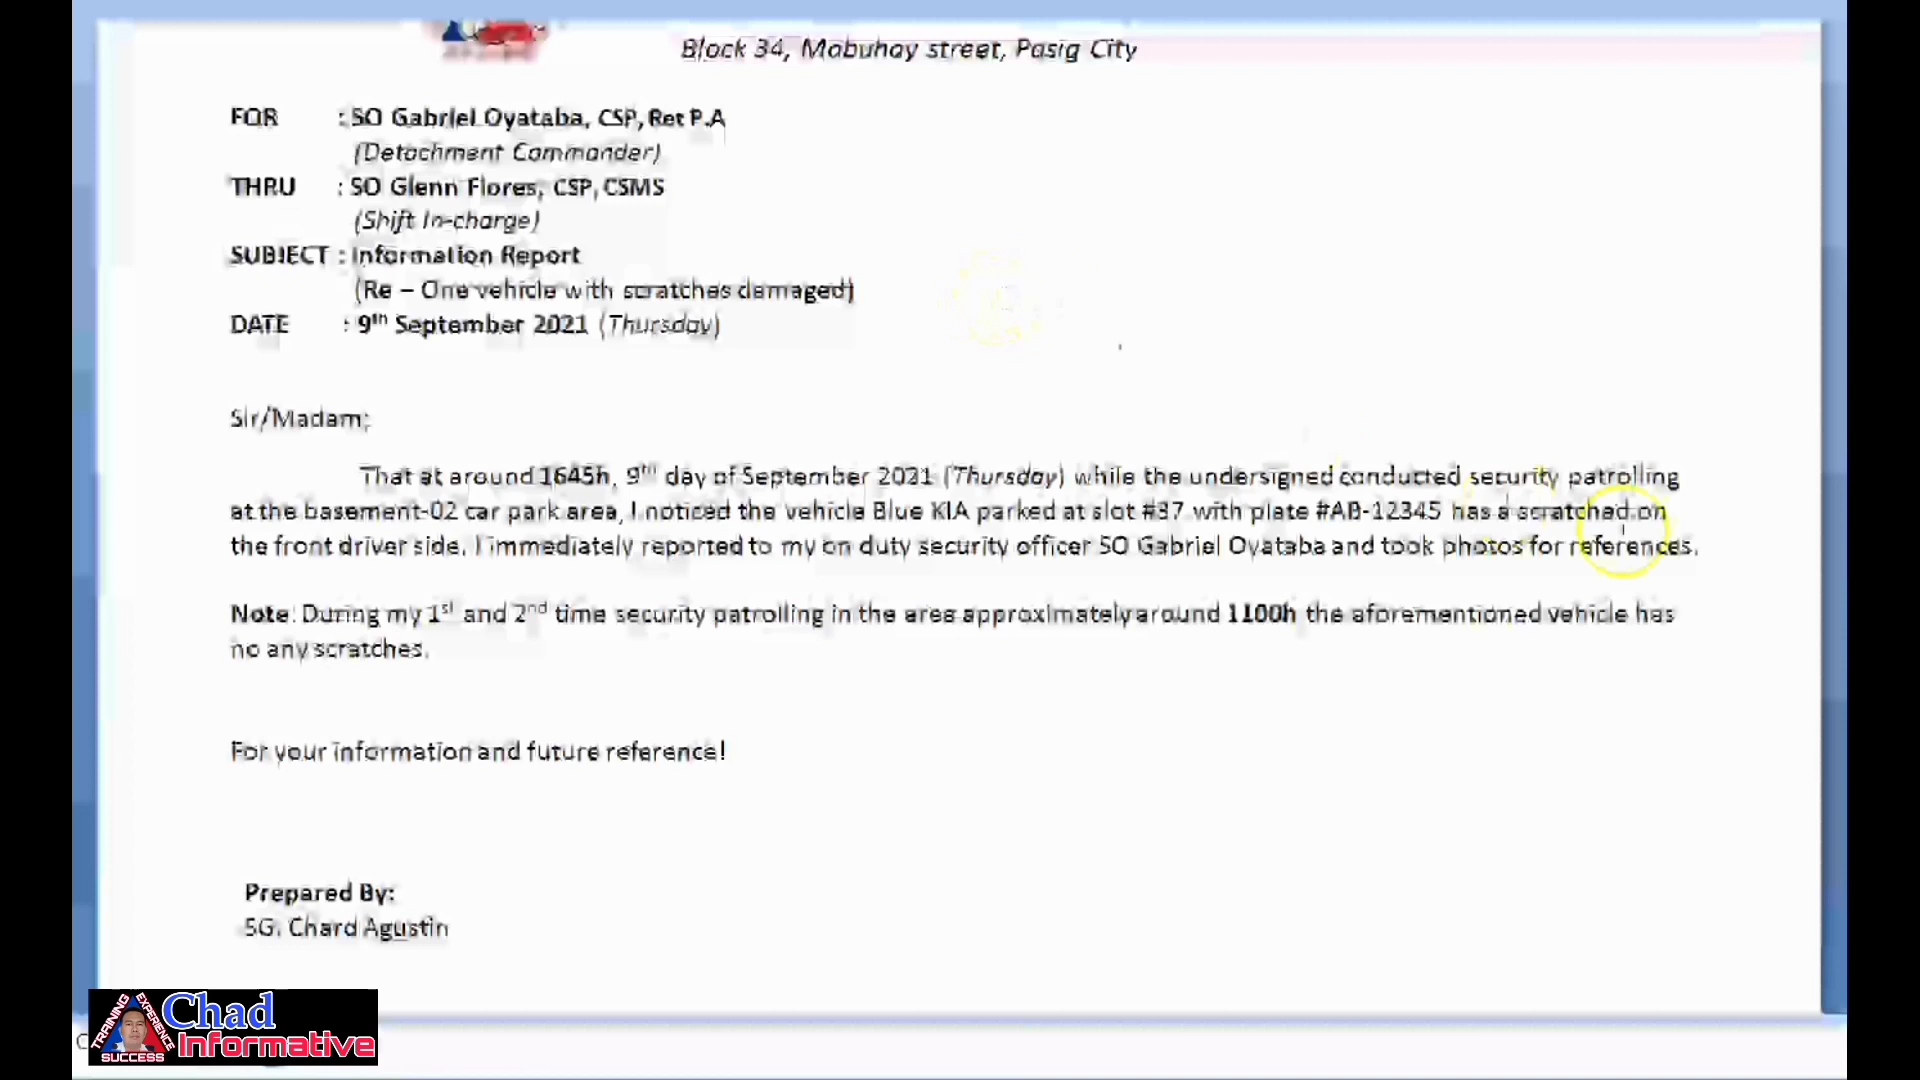 Block 34, Mabuhay street, Pasig City
FOR : SO Gabriel Oyataba, CSP, Ret P.A
(Detachment Commander)
THRU : SO Glenn Flores, CSP, CSMS
(Shift In-charge)
SUBJECT : Information Report
(Re – One vehicle with scratches damaged)
DATE : 9th September 2021 (Thursday)
Sir/Madam;
That at around 1645h, 9th day of September 2021 (Thursday) while the undersigned conducted security patrolling
at the basement-02 car park area, I noticed the vehicle Blue KIA parked at slot #37 with plate #AB-12345 has a scratched on
the front driver side. I immediately reported to my on duty security officer SO Gabriel Oyataba and took photos for references.
Note: During my 1st and 2nd time security patrolling in the area approximately around 1100h the aforementioned vehicle has
no any scratches.
For your information and future reference!
Prepared By:
SG. Chard Agustin
TRAINING EXPERIENCE SUCCESS
Chad
Informative